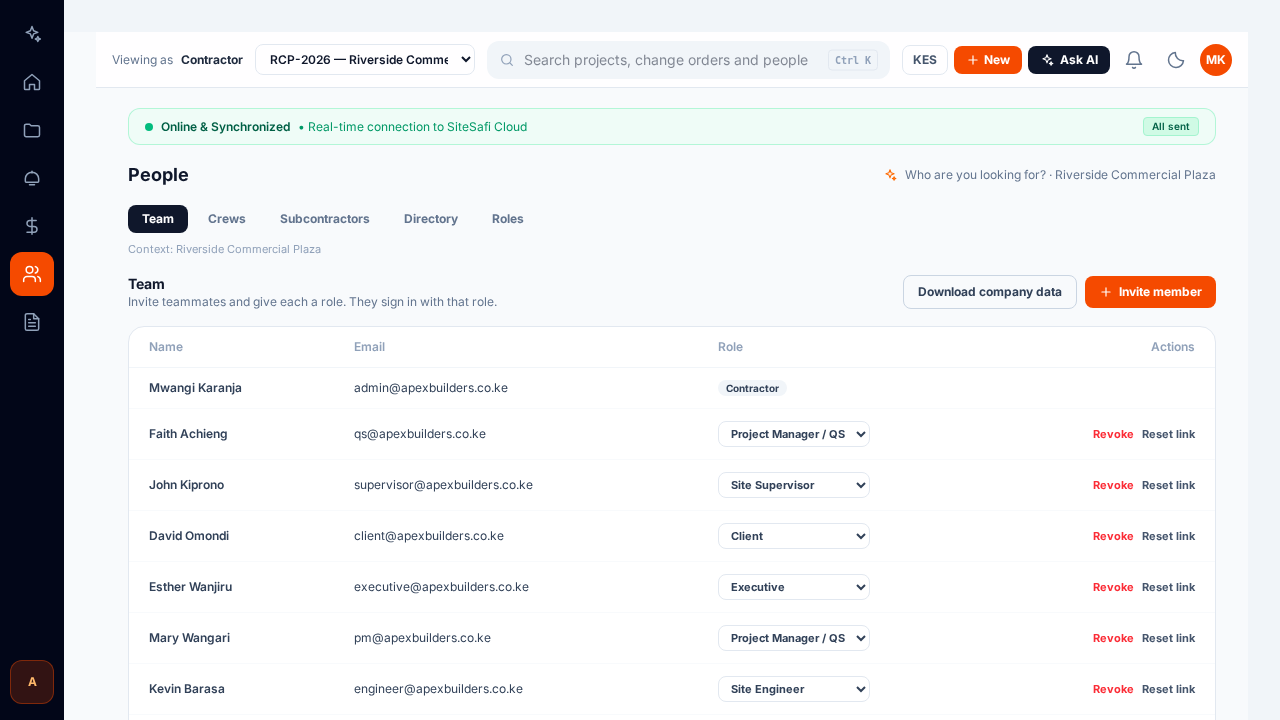 Viewing as Contractor RCP-2026 — Riverside Comme Search projects, change orders and people Ctrl K KES + New Ask AI MK
Online & Synchronized • Real-time connection to SiteSafi Cloud All sent
People Who are you looking for? · Riverside Commercial Plaza
Team Crews Subcontractors Directory Roles
Context: Riverside Commercial Plaza
Team
Invite teammates and give each a role. They sign in with that role.
Download company data + Invite member
Name Email Role Actions
Mwangi Karanja admin@apexbuilders.co.ke Contractor
Faith Achieng qs@apexbuilders.co.ke Project Manager / QS Revoke Reset link
John Kiprono supervisor@apexbuilders.co.ke Site Supervisor Revoke Reset link
David Omondi client@apexbuilders.co.ke Client Revoke Reset link
Esther Wanjiru executive@apexbuilders.co.ke Executive Revoke Reset link
Mary Wangari pm@apexbuilders.co.ke Project Manager / QS Revoke Reset link
Kevin Barasa engineer@apexbuilders.co.ke Site Engineer Revoke Reset link
A